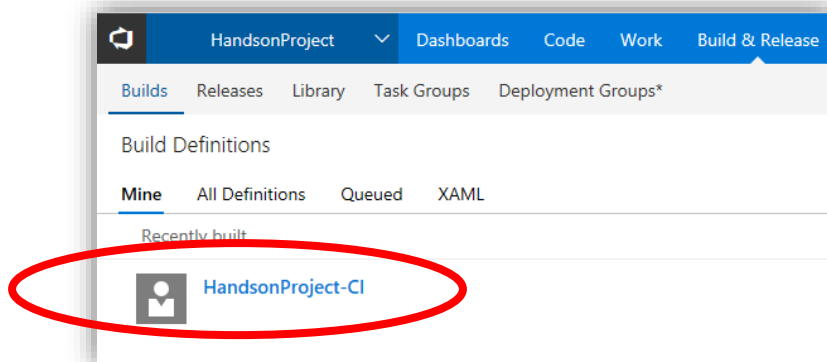 HandsonProject Dashboards Code Work Build & Release
Builds Releases Library Task Groups Deployment Groups*
Build Definitions
Mine All Definitions Queued XAML
Recently built
HandsonProject-CI